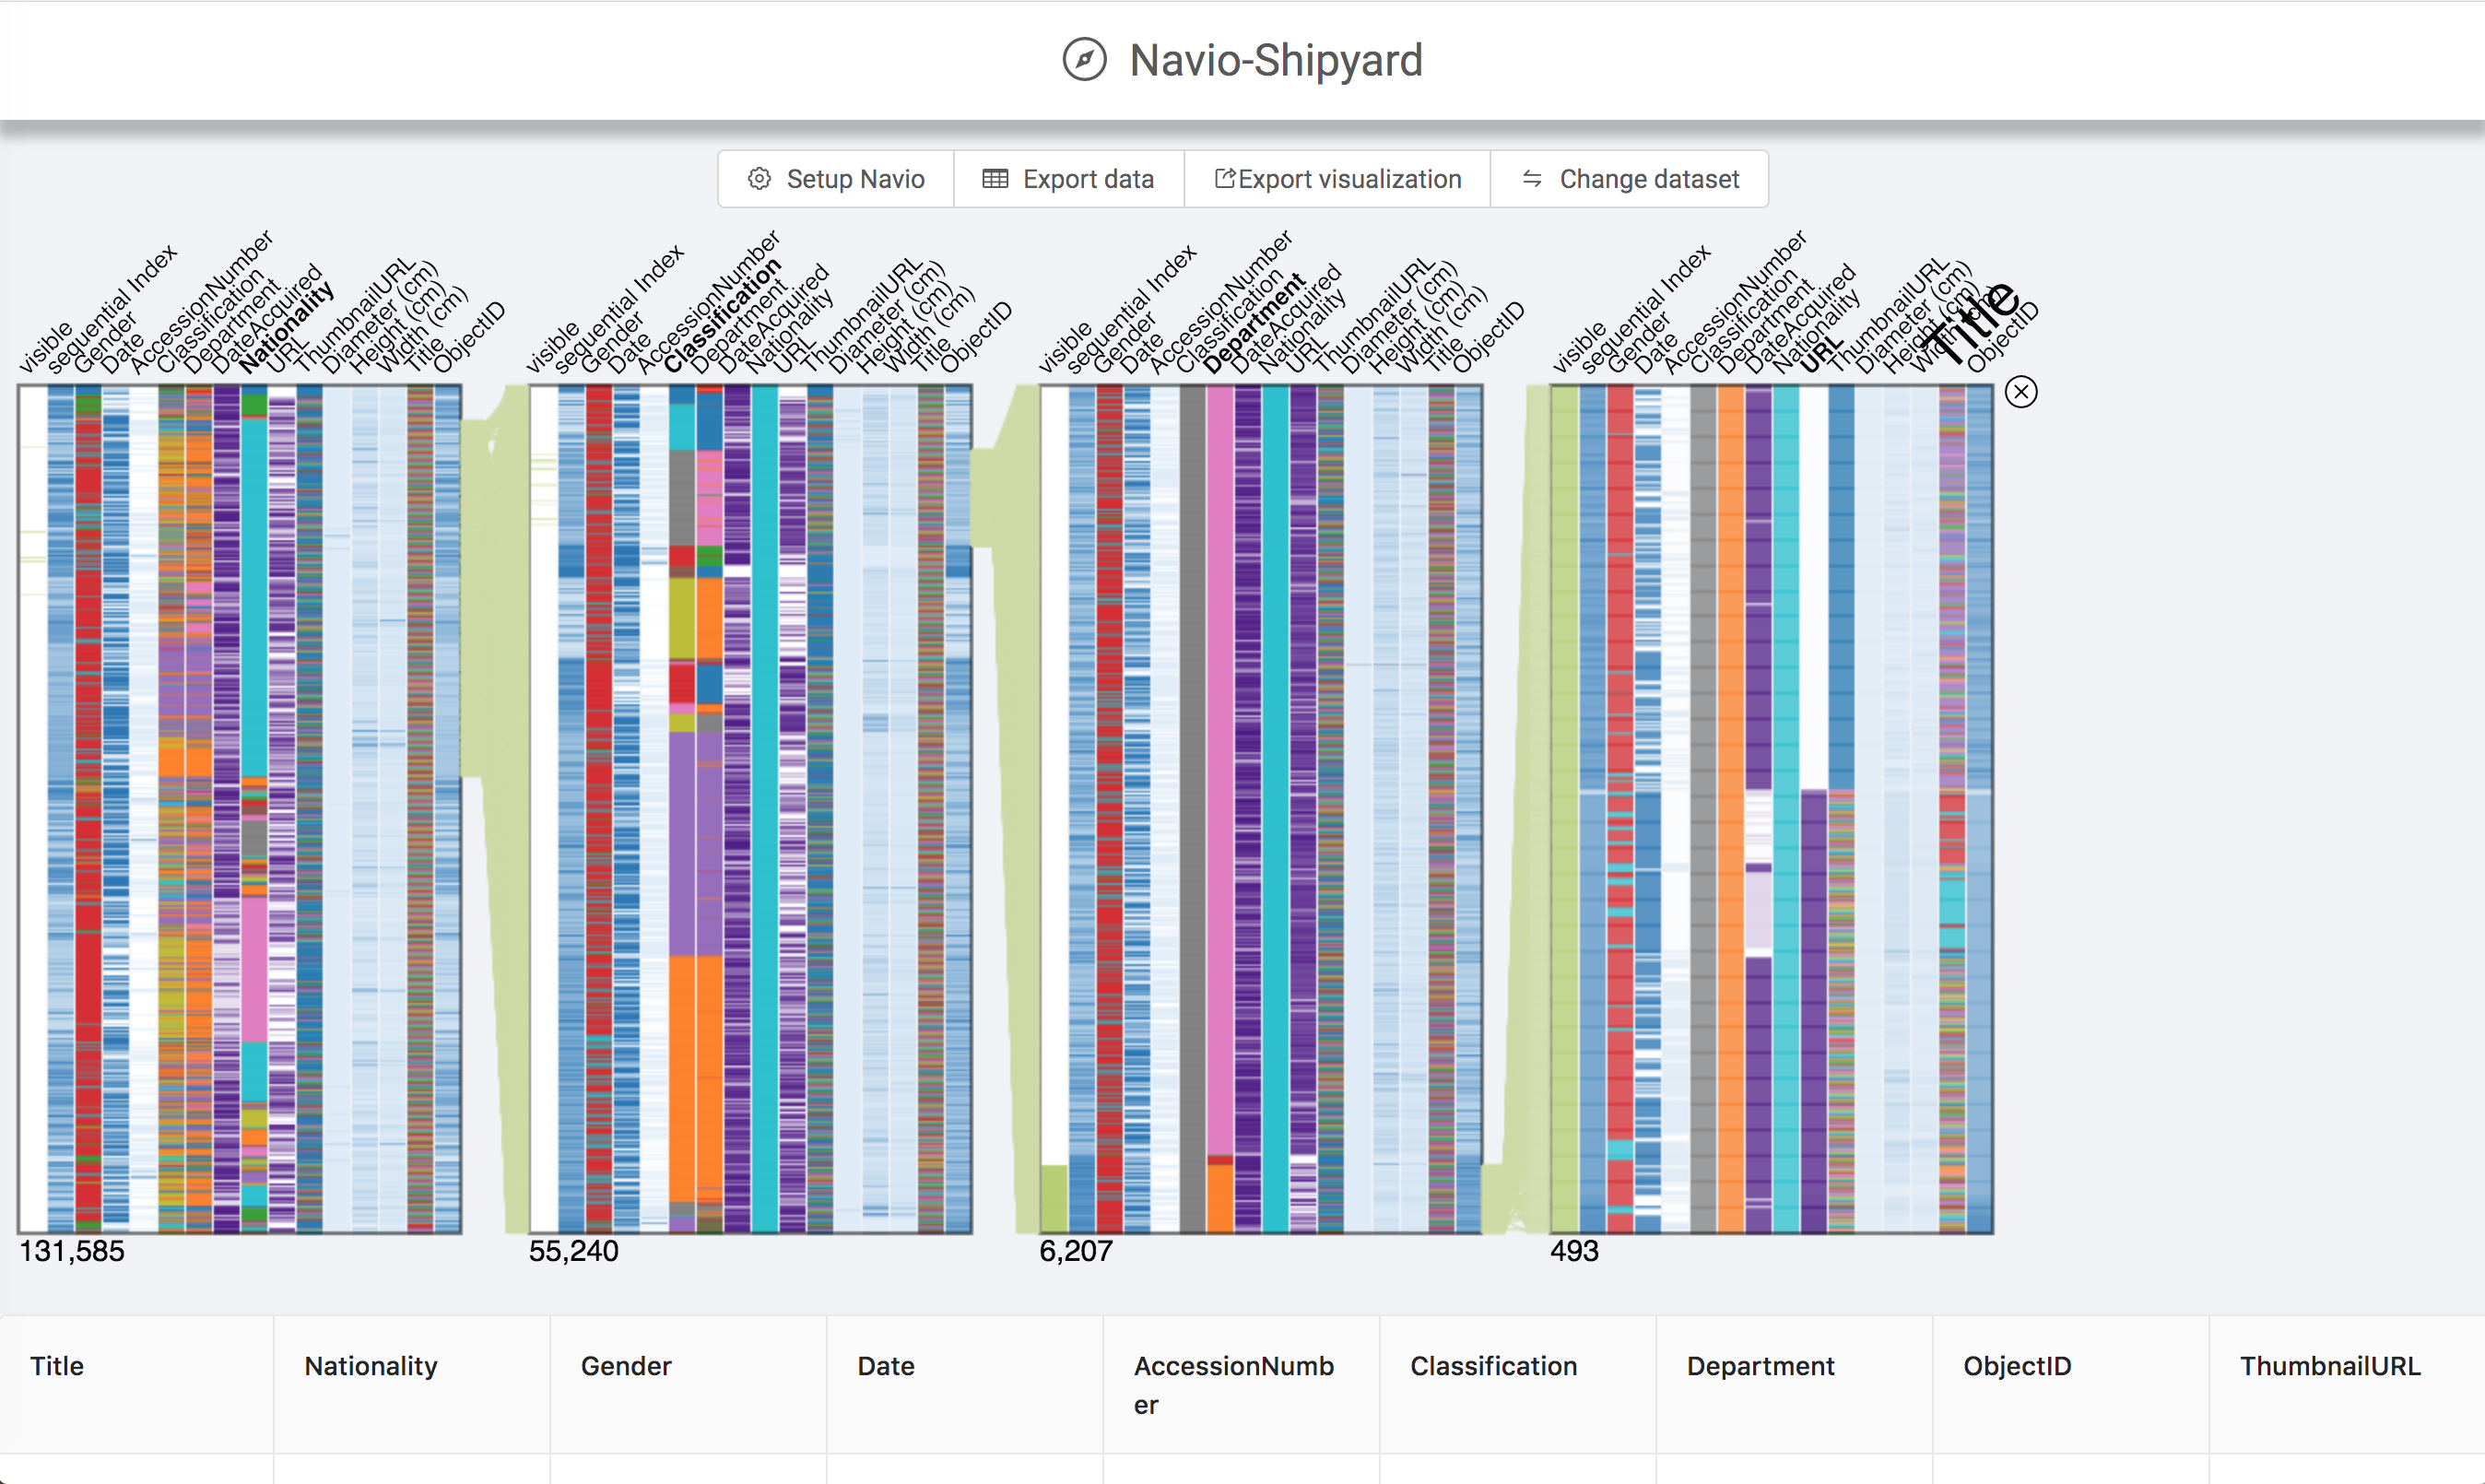 Navio-Shipyard
Setup Navio
Export data
Export visualization
Change dataset
visible
sequential Index
Gender
Date
AccessionNumber
Classification
Department
DateAcquired
Nationality
URL
ThumbnailURL
Diameter (cm)
Height (cm)
Width (cm)
Title
ObjectID
visible
sequential Index
Gender
Date
AccessionNumber
Classification
Department
DateAcquired
Nationality
URL
ThumbnailURL
Diameter (cm)
Height (cm)
Width (cm)
Title
ObjectID
visible
sequential Index
Gender
Date
AccessionNumber
Classification
Department
DateAcquired
Nationality
URL
ThumbnailURL
Diameter (cm)
Height (cm)
Width (cm)
Title
ObjectID
visible
sequential Index
Gender
Date
AccessionNumber
Classification
Department
DateAcquired
Nationality
URL
ThumbnailURL
Diameter (cm)
Height (cm)
Width (cm)
Title
ObjectID
131,585
55,240
6,207
493
Title
Nationality
Gender
Date
AccessionNumb
er
Classification
Department
ObjectID
ThumbnailURL